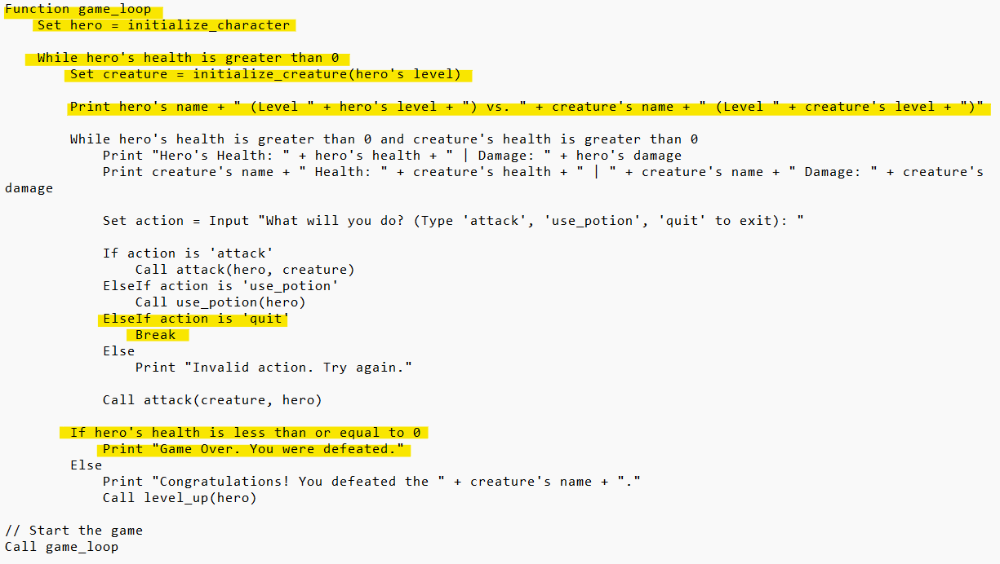 Function game_loop
Set hero = initialize_character
While hero's health is greater than 0
Set creature = initialize_creature(hero's level)
Print hero's name + " (Level " + hero's level + ") vs. " + creature's name + " (Level " + creature's level + ")"
While hero's health is greater than 0 and creature's health is greater than 0
Print "Hero's Health: " + hero's health + " | Damage: " + hero's damage
Print creature's name + " Health: " + creature's health + " | " + creature's name + " Damage: " + creature's
damage
Set action = Input "What will you do? (Type 'attack', 'use_potion', 'quit' to exit): "
If action is 'attack'
Call attack(hero, creature)
ElseIf action is 'use_potion'
Call use_potion(hero)
ElseIf action is 'quit'
Break
Else
Print "Invalid action. Try again."
Call attack(creature, hero)
If hero's health is less than or equal to 0
Print "Game Over. You were defeated."
Else
Print "Congratulations! You defeated the " + creature's name + "."
Call level_up(hero)
// Start the game
Call game_loop